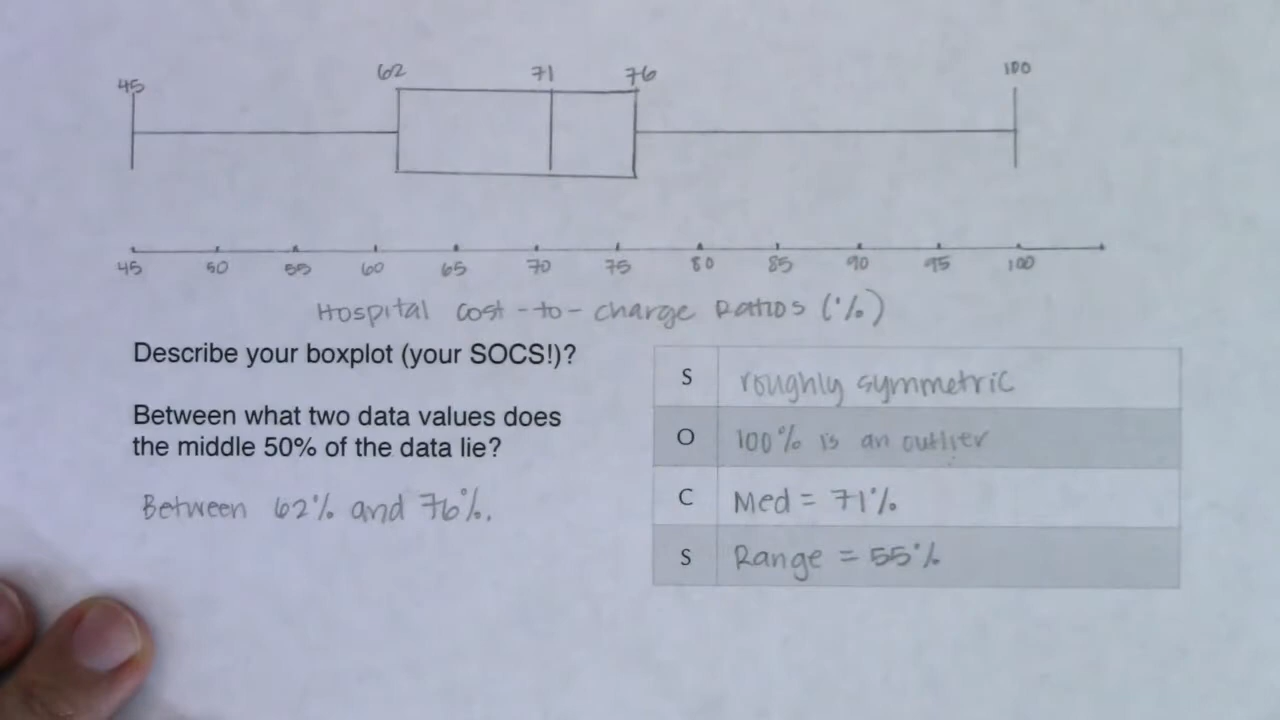 45 62 71 76 100
45 50 55 60 65 70 75 80 85 90 95 100
Hospital cost-to-charge Ratios (%)
Describe your boxplot (your SOCS!)?
Between what two data values does
the middle 50% of the data lie?
Between 62% and 76%.
S roughly symmetric
O 100% is an outlier
C Med = 71%
S Range = 55%